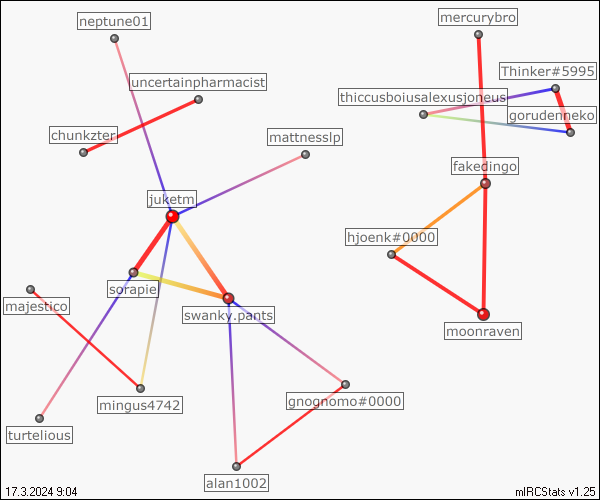 neptune01
mercurybro
uncertainpharmacist
Thinker#5995
thiccusboiusalexusjoneus
gorudenneko
chunkzter
mattnesslp
fakedingo
juketm
hjoenk#0000
sorapie
majestico
swanky.pants
moonraven
mingus4742
gnognomo#0000
turtelious
alan1002
17.3.2024 9:04
mIRCStats v1.25